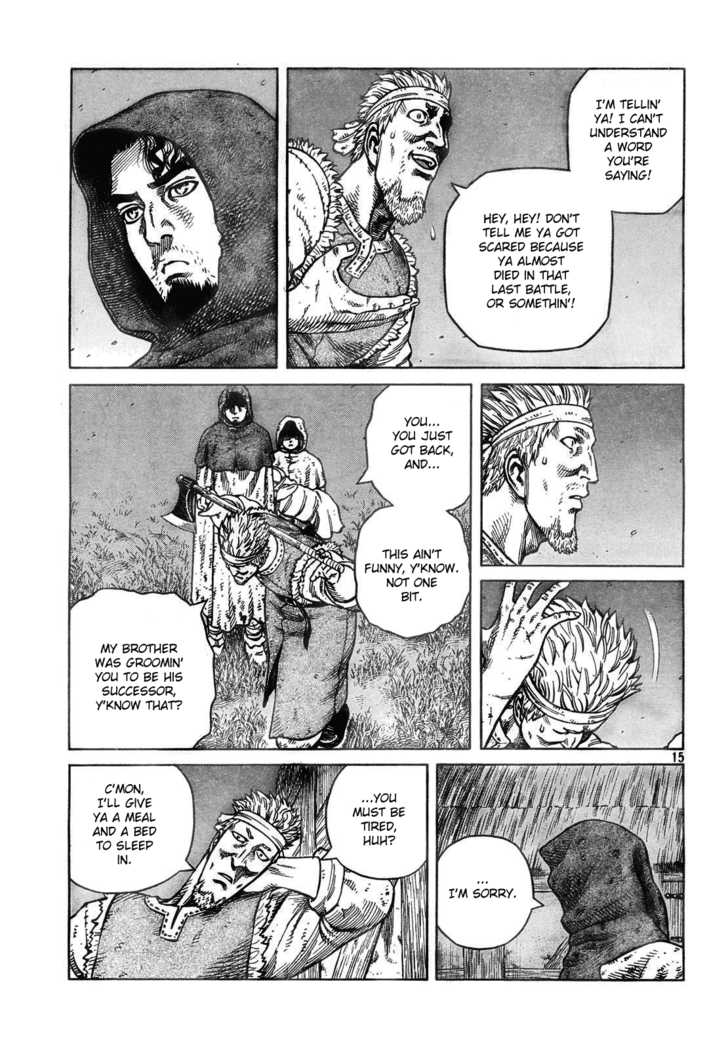 I'M TELLIN'
YA! I CAN'T
UNDERSTAND
A WORD
YOU'RE
SAYING!
HEY, HEY! DON'T
TELL ME YA GOT
SCARED BECAUSE
YA ALMOST
DIED IN THAT
LAST BATTLE,
OR SOMETHIN'!
YOU...
YOU JUST
GOT BACK,
AND...
THIS AIN'T
FUNNY, Y'KNOW.
NOT ONE
BIT.
MY BROTHER
WAS GROOMIN'
YOU TO BE HIS
SUCCESSOR,
Y'KNOW THAT?
15
...
I'M SORRY.
...YOU
MUST BE
TIRED,
HUH?
C'MON,
I'LL GIVE
YA A MEAL
AND A BED
TO SLEEP
IN.